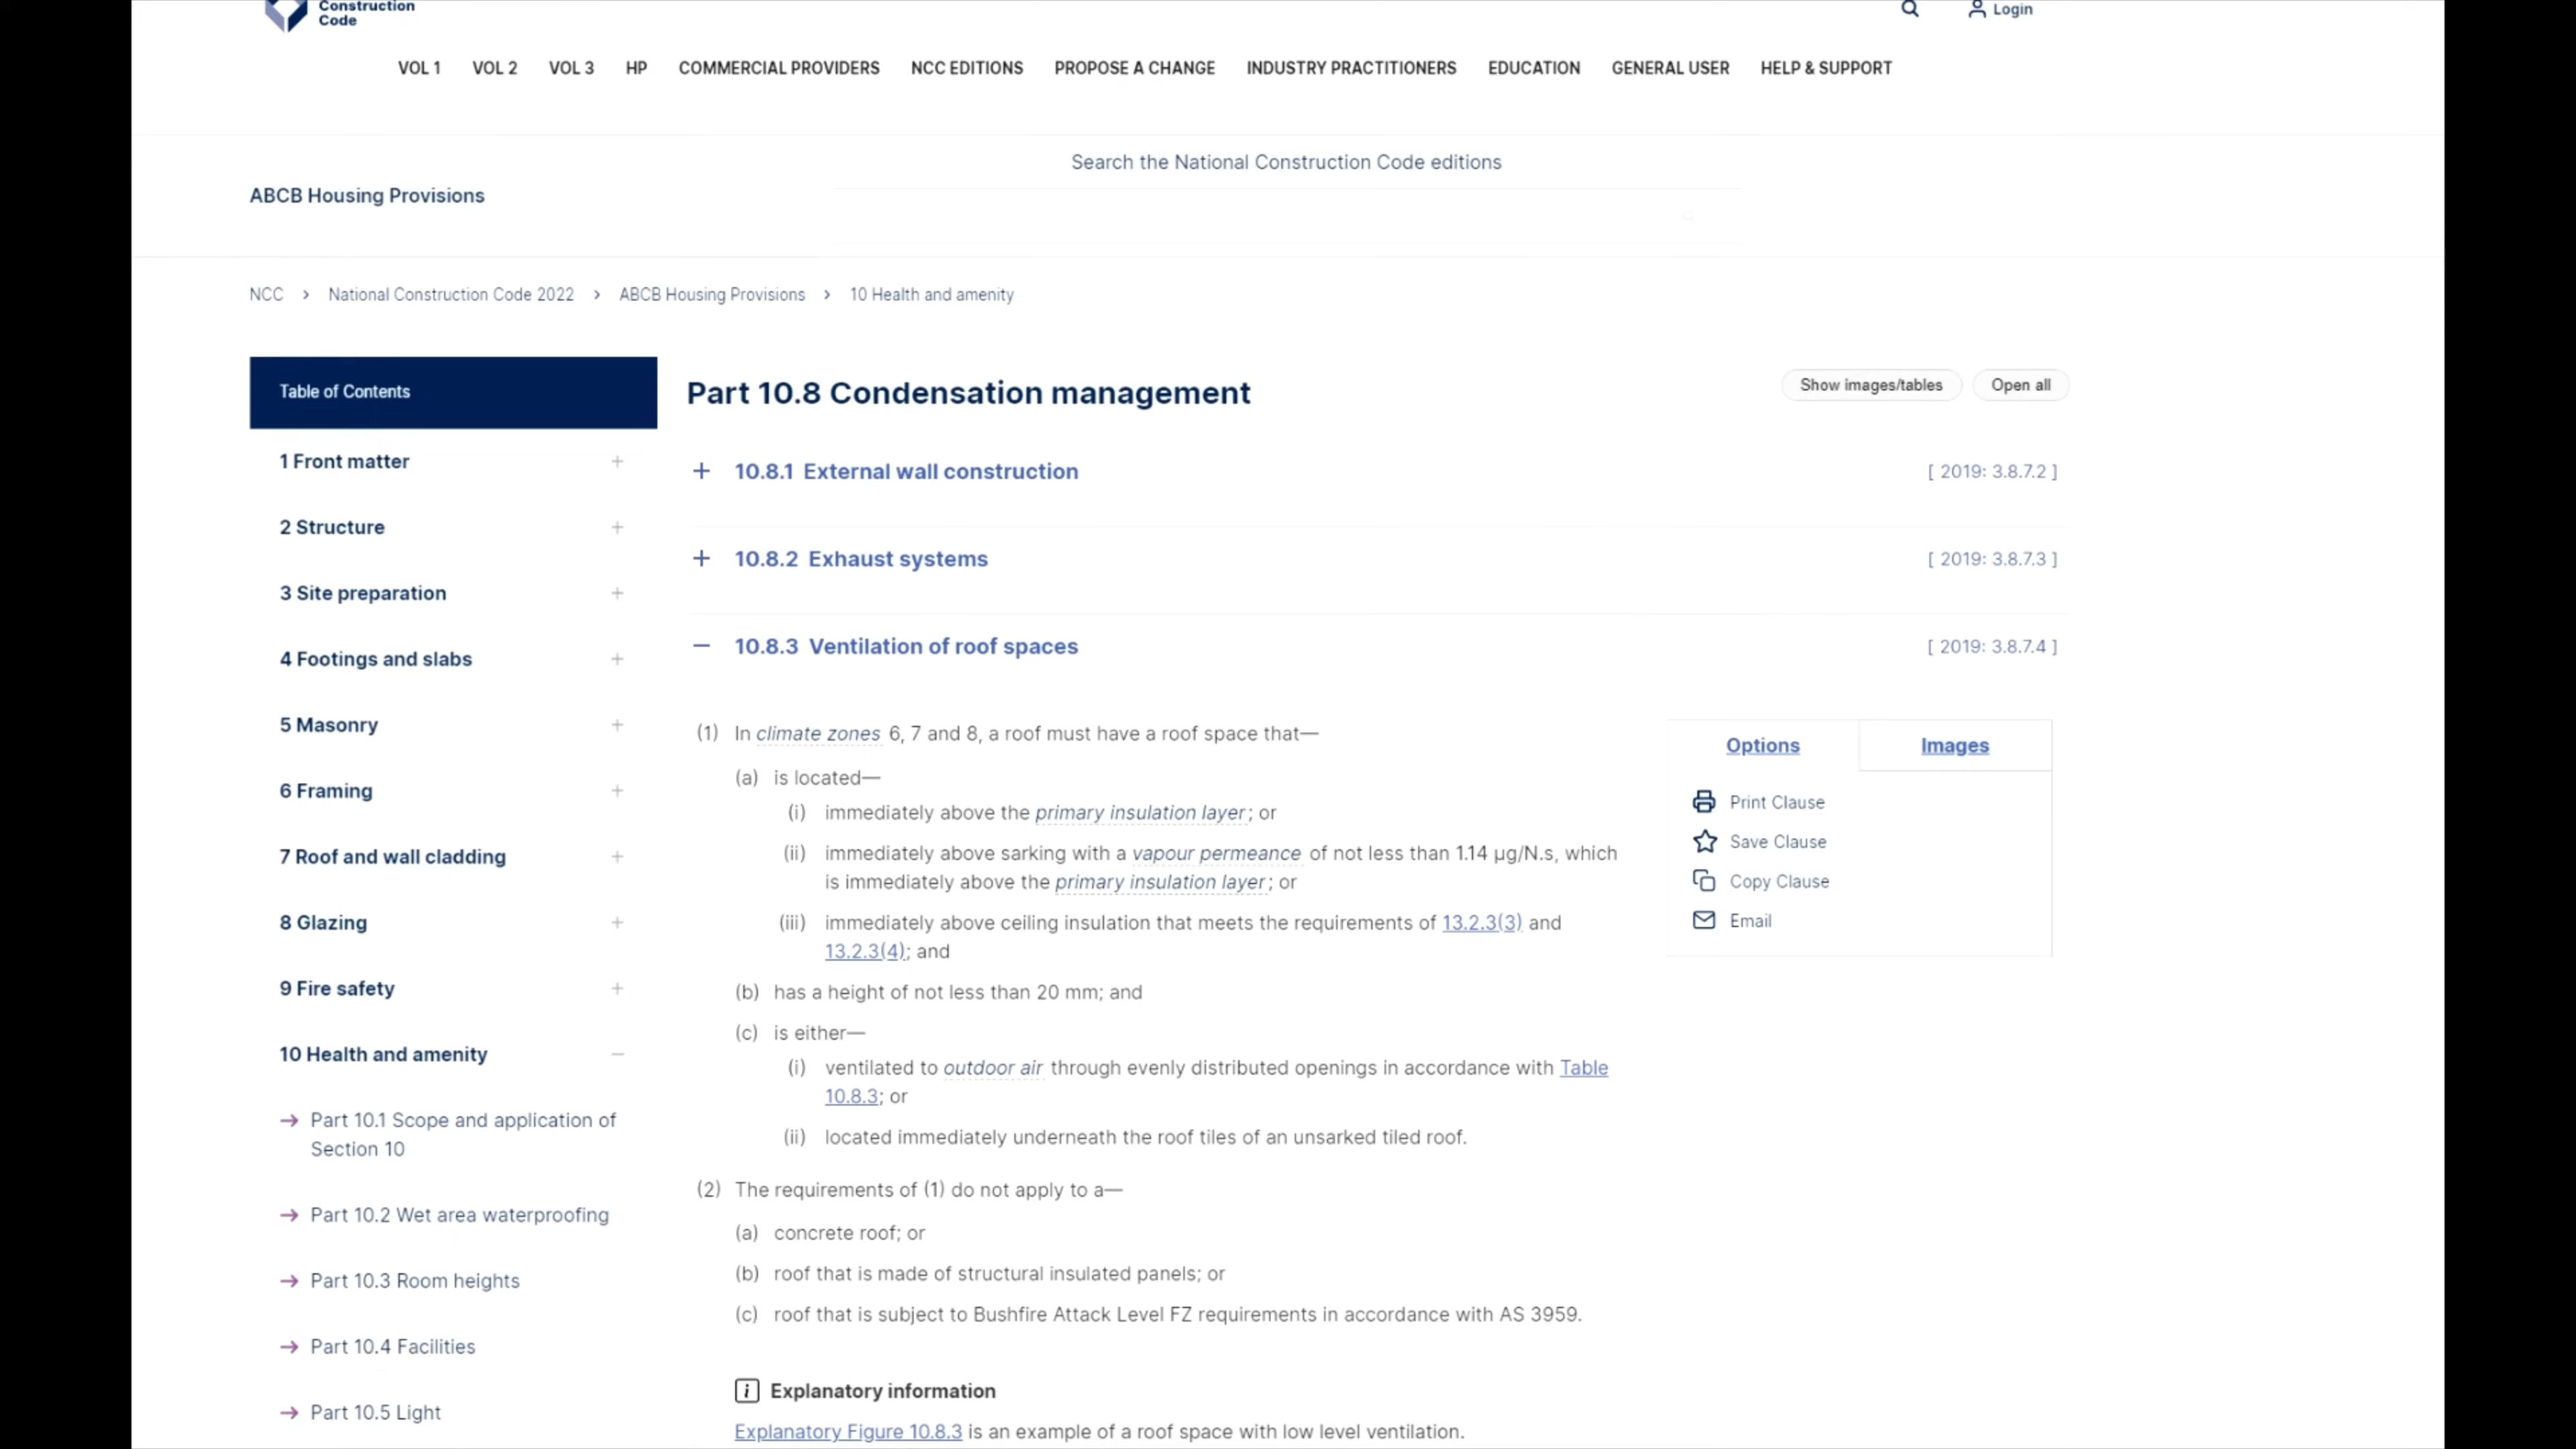 Construction
Code
Login
VOL 1 VOL 2 VOL 3 HP COMMERCIAL PROVIDERS NCC EDITIONS PROPOSE A CHANGE INDUSTRY PRACTITIONERS EDUCATION GENERAL USER HELP & SUPPORT
Search the National Construction Code editions
ABCB Housing Provisions
NCC > National Construction Code 2022 > ABCB Housing Provisions > 10 Health and amenity
Table of Contents
1 Front matter +
2 Structure +
3 Site preparation +
4 Footings and slabs +
5 Masonry +
6 Framing +
7 Roof and wall cladding +
8 Glazing +
9 Fire safety +
10 Health and amenity −
→ Part 10.1 Scope and application of
Section 10
→ Part 10.2 Wet area waterproofing
→ Part 10.3 Room heights
→ Part 10.4 Facilities
→ Part 10.5 Light
Part 10.8 Condensation management
Show images/tables Open all
+ 10.8.1 External wall construction [ 2019: 3.8.7.2 ]
+ 10.8.2 Exhaust systems [ 2019: 3.8.7.3 ]
− 10.8.3 Ventilation of roof spaces [ 2019: 3.8.7.4 ]
(1) In climate zones 6, 7 and 8, a roof must have a roof space that—
(a) is located—
(i) immediately above the primary insulation layer; or
(ii) immediately above sarking with a vapour permeance of not less than 1.14 μg/N.s, which
is immediately above the primary insulation layer; or
(iii) immediately above ceiling insulation that meets the requirements of 13.2.3(3) and
13.2.3(4); and
(b) has a height of not less than 20 mm; and
(c) is either—
(i) ventilated to outdoor air through evenly distributed openings in accordance with Table
10.8.3; or
(ii) located immediately underneath the roof tiles of an unsarked tiled roof.
(2) The requirements of (1) do not apply to a—
(a) concrete roof; or
(b) roof that is made of structural insulated panels; or
(c) roof that is subject to Bushfire Attack Level FZ requirements in accordance with AS 3959.
i Explanatory information
Explanatory Figure 10.8.3 is an example of a roof space with low level ventilation.
Options Images
Print Clause
Save Clause
Copy Clause
Email